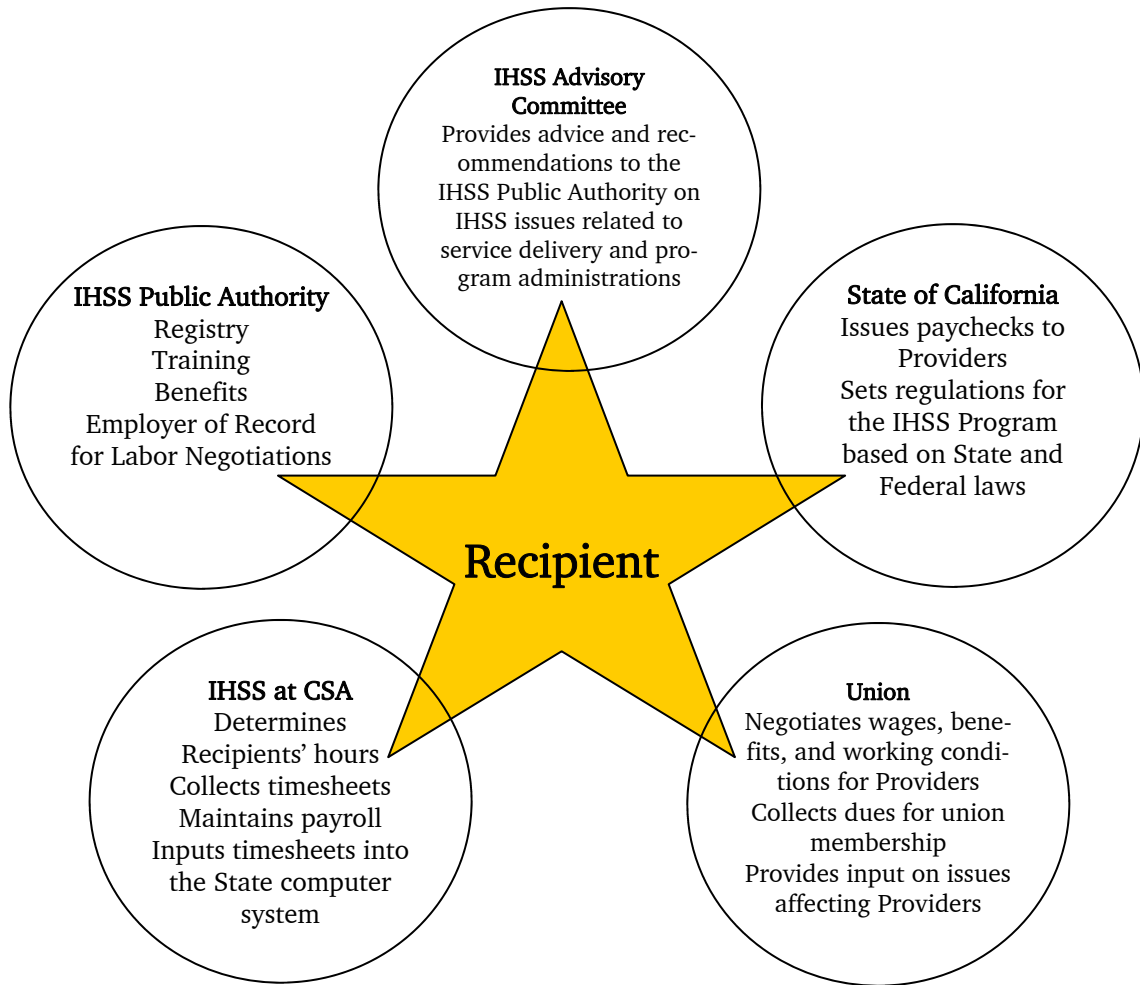 IHSS Advisory
Committee
Provides advice and rec-
ommendations to the
IHSS Public Authority on
IHSS issues related to
service delivery and pro-
gram administrations
IHSS Public Authority
Registry
Training
Benefits
Employer of Record
for Labor Negotiations
State of California
Issues paychecks to
Providers
Sets regulations for
the IHSS Program
based on State and
Federal laws
Recipient
IHSS at CSA
Determines
Recipients’ hours
Collects timesheets
Maintains payroll
Inputs timesheets into
the State computer
system
Union
Negotiates wages, bene-
fits, and working condi-
tions for Providers
Collects dues for union
membership
Provides input on issues
affecting Providers